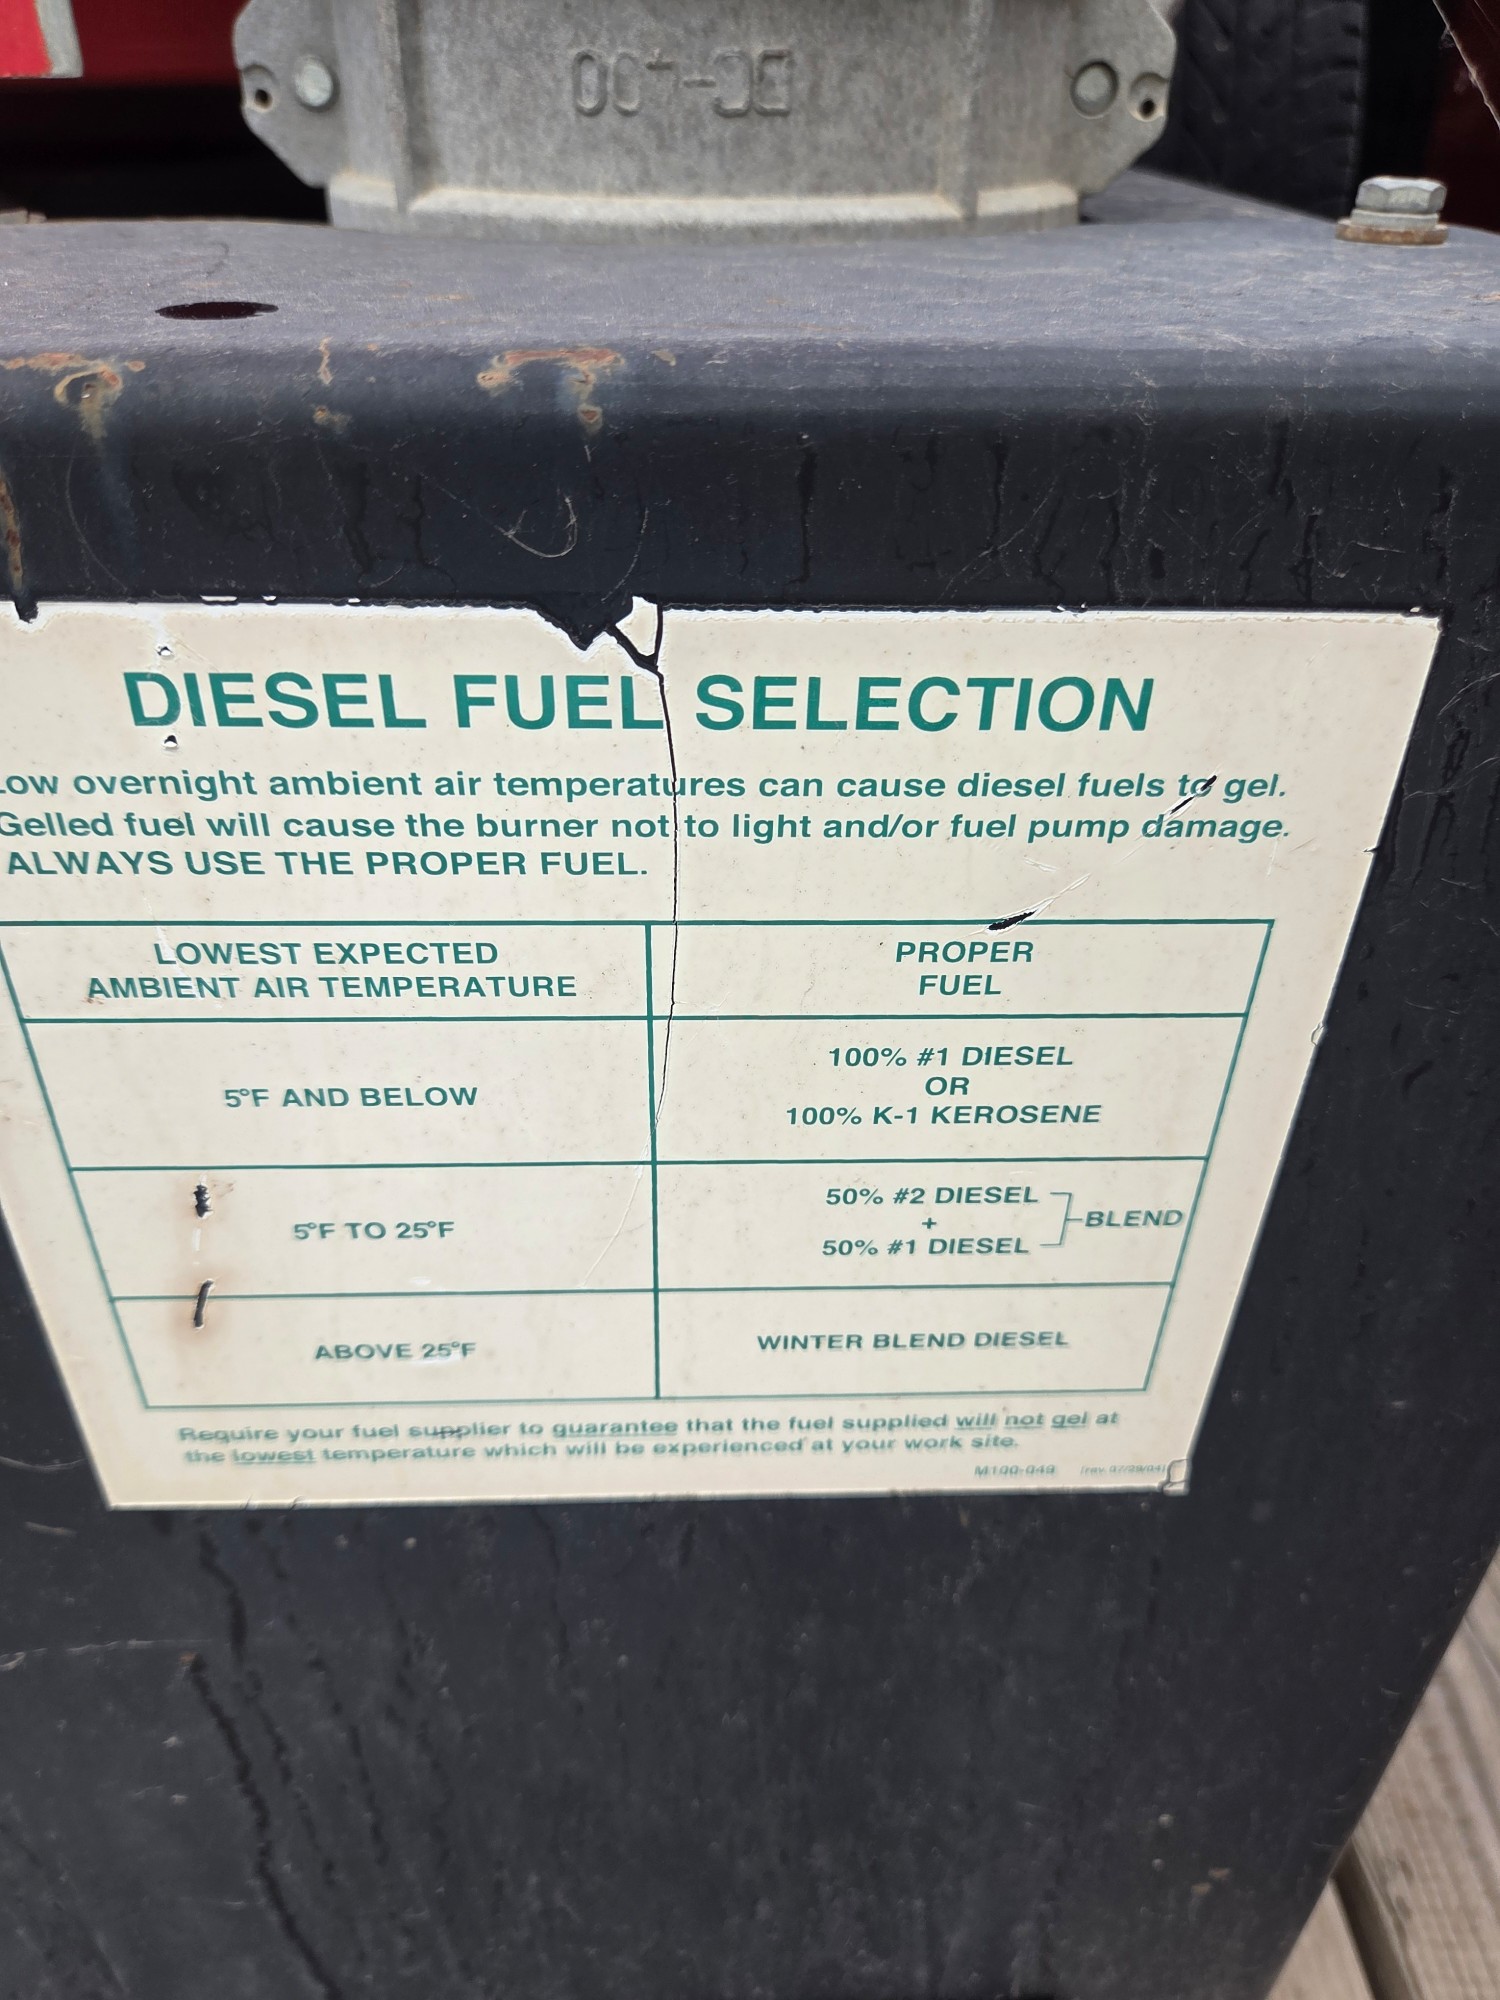 DC-400
DIESEL FUEL SELECTION
Low overnight ambient air temperatures can cause diesel fuels to gel.
Gelled fuel will cause the burner not to light and/or fuel pump damage.
ALWAYS USE THE PROPER FUEL.
LOWEST EXPECTED
AMBIENT AIR TEMPERATURE
PROPER
FUEL
5°F AND BELOW
100% #1 DIESEL
OR
100% K-1 KEROSENE
5°F TO 25°F
50% #2 DIESEL
+
50% #1 DIESEL
BLEND
ABOVE 25°F
WINTER BLEND DIESEL
Require your fuel supplier to guarantee that the fuel supplied will not gel at
the lowest temperature which will be experienced at your work site.
M100-049